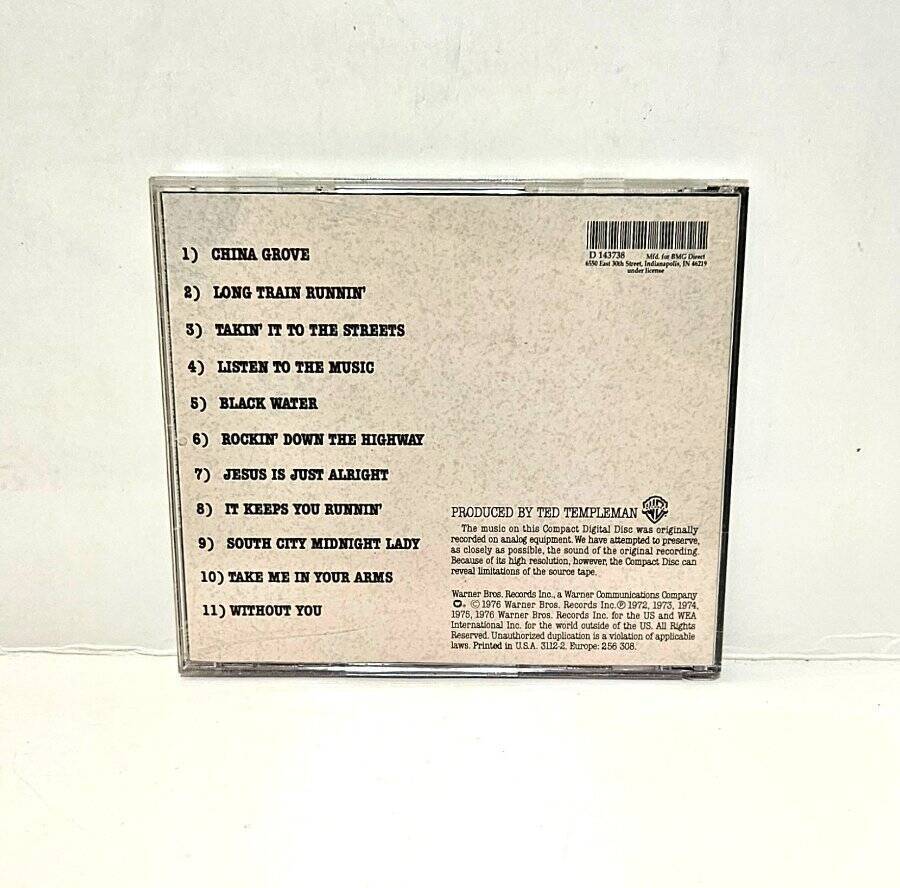 D 143738 Mfd. for BMG Direct
6550 East 30th Street, Indianapolis, IN 46219
under license
1) CHINA GROVE
2) LONG TRAIN RUNNIN'
3) TAKIN' IT TO THE STREETS
4) LISTEN TO THE MUSIC
5) BLACK WATER
6) ROCKIN' DOWN THE HIGHWAY
7) JESUS IS JUST ALRIGHT
8) IT KEEPS YOU RUNNIN'
9) SOUTH CITY MIDNIGHT LADY
10) TAKE ME IN YOUR ARMS
11) WITHOUT YOU
PRODUCED BY TED TEMPLEMAN
The music on this Compact Digital Disc was originally
recorded on analog equipment. We have attempted to preserve,
as closely as possible, the sound of the original recording.
Because of its high resolution, however, the Compact Disc can
reveal limitations of the source tape.
Warner Bros. Records Inc., a Warner Communications Company
©1976 Warner Bros. Records Inc. ℗ 1972, 1973, 1974,
1975, 1976 Warner Bros. Records Inc. for the US and WEA
International Inc. for the world outside of the US. All Rights
Reserved. Unauthorized duplication is a violation of applicable
laws. Printed in U.S.A. 3112-2. Europe: 256 308.